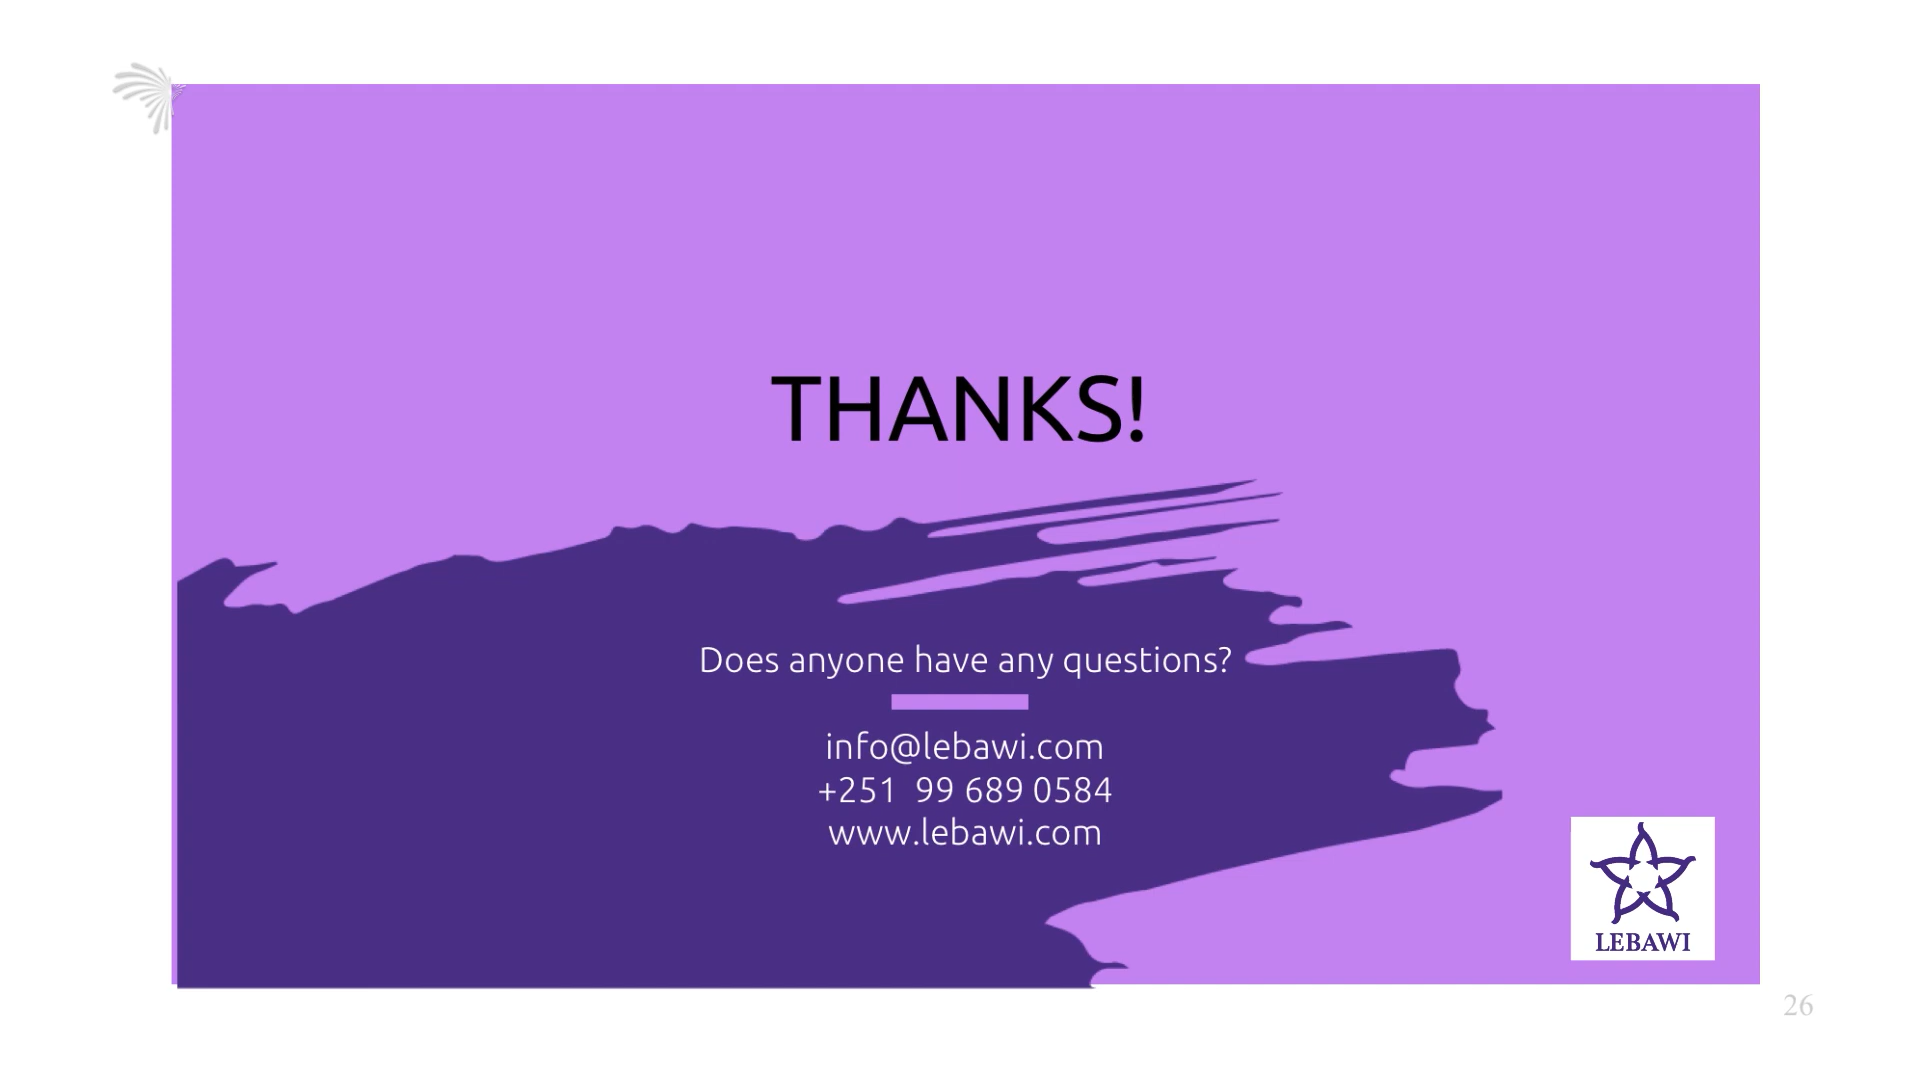 THANKS!
Does anyone have any questions?
info@lebawi.com
+251  99 689 0584
www.lebawi.com
LEBAWI
26